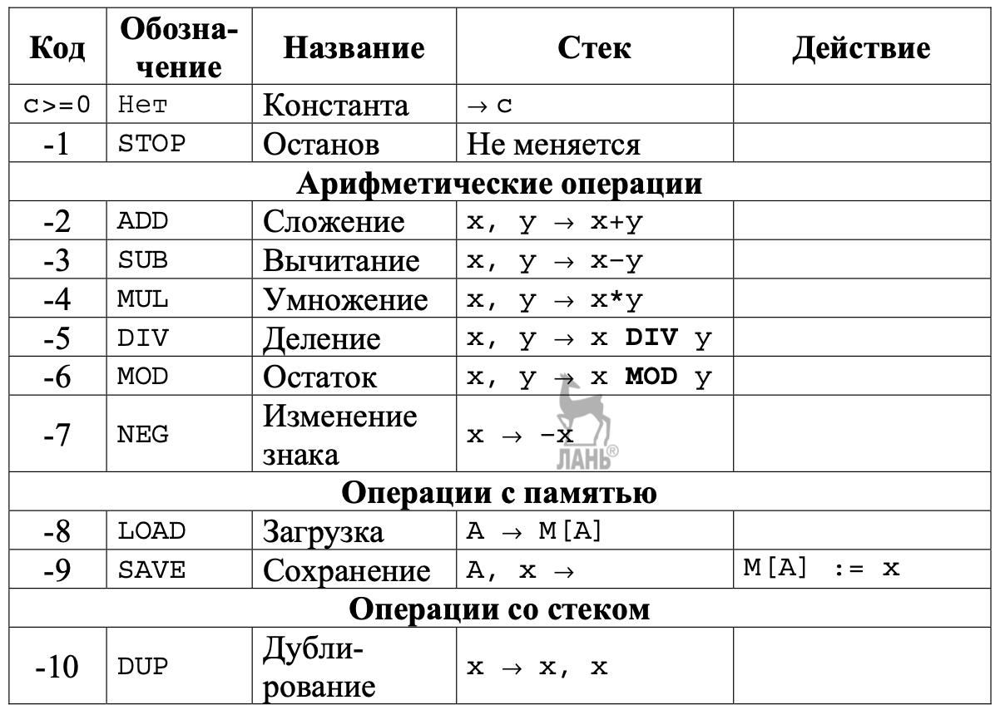 Код Обозна-чение Название Стек Действие
c>=0 Нет Константа → c
-1 STOP Останов Не меняется
Арифметические операции
-2 ADD Сложение x, y → x+y
-3 SUB Вычитание x, y → x-y
-4 MUL Умножение x, y → x*y
-5 DIV Деление x, y → x DIV y
-6 MOD Остаток x, y → x MOD y
-7 NEG Изменение знака x → -x
ЛАНЬ®
Операции с памятью
-8 LOAD Загрузка A → M[A]
-9 SAVE Сохранение A, x → M[A] := x
Операции со стеком
-10 DUP Дубли-рование x → x, x